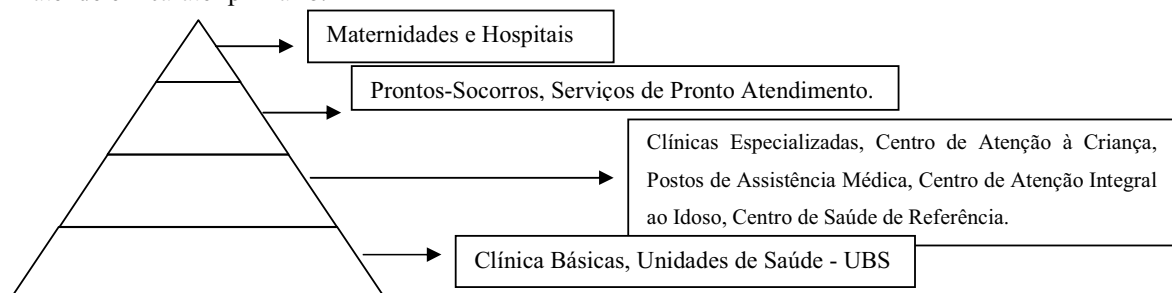 Maternidades e Hospitais
Prontos-Socorros, Serviços de Pronto Atendimento.
Clínicas Especializadas, Centro de Atenção à Criança,
Postos de Assistência Médica, Centro de Atenção Integral
ao Idoso, Centro de Saúde de Referência.
Clínica Básicas, Unidades de Saúde - UBS